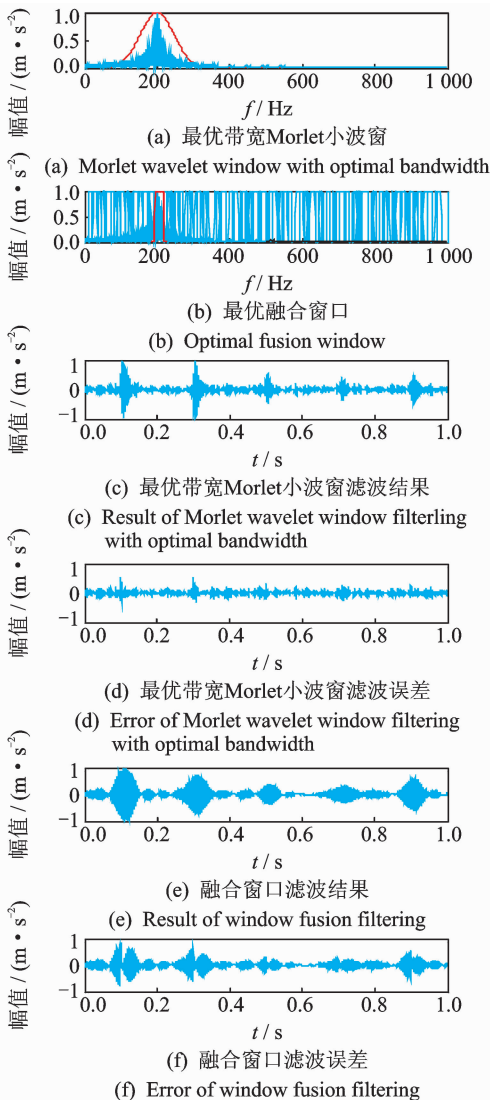 幅值 / (m • s⁻²)
1.0
0.5
0.0
0 200 400 600 800 1 000
f / Hz
(a) 最优带宽Morlet小波窗
(a) Morlet wavelet window with optimal bandwidth
幅值 / (m • s⁻²)
1.0
0.5
0.0
0 200 400 600 800 1 000
f / Hz
(b) 最优融合窗口
(b) Optimal fusion window
幅值 / (m • s⁻²)
1
0
−1
0.0 0.2 0.4 0.6 0.8 1.0
t / s
(c) 最优带宽Morlet小波窗滤波结果
(c) Result of Morlet wavelet window filterling
with optimal bandwidth
幅值 / (m • s⁻²)
1
0
−1
0.0 0.2 0.4 0.6 0.8 1.0
t / s
(d) 最优带宽Morlet小波窗滤波误差
(d) Error of Morlet wavelet window filtering
with optimal bandwidth
幅值 / (m • s⁻²)
1
0
−1
0.0 0.2 0.4 0.6 0.8 1.0
t / s
(e) 融合窗口滤波结果
(e) Result of window fusion filtering
幅值 / (m • s⁻²)
1
0
−1
0.0 0.2 0.4 0.6 0.8 1.0
t / s
(f) 融合窗口滤波误差
(f) Error of window fusion filtering